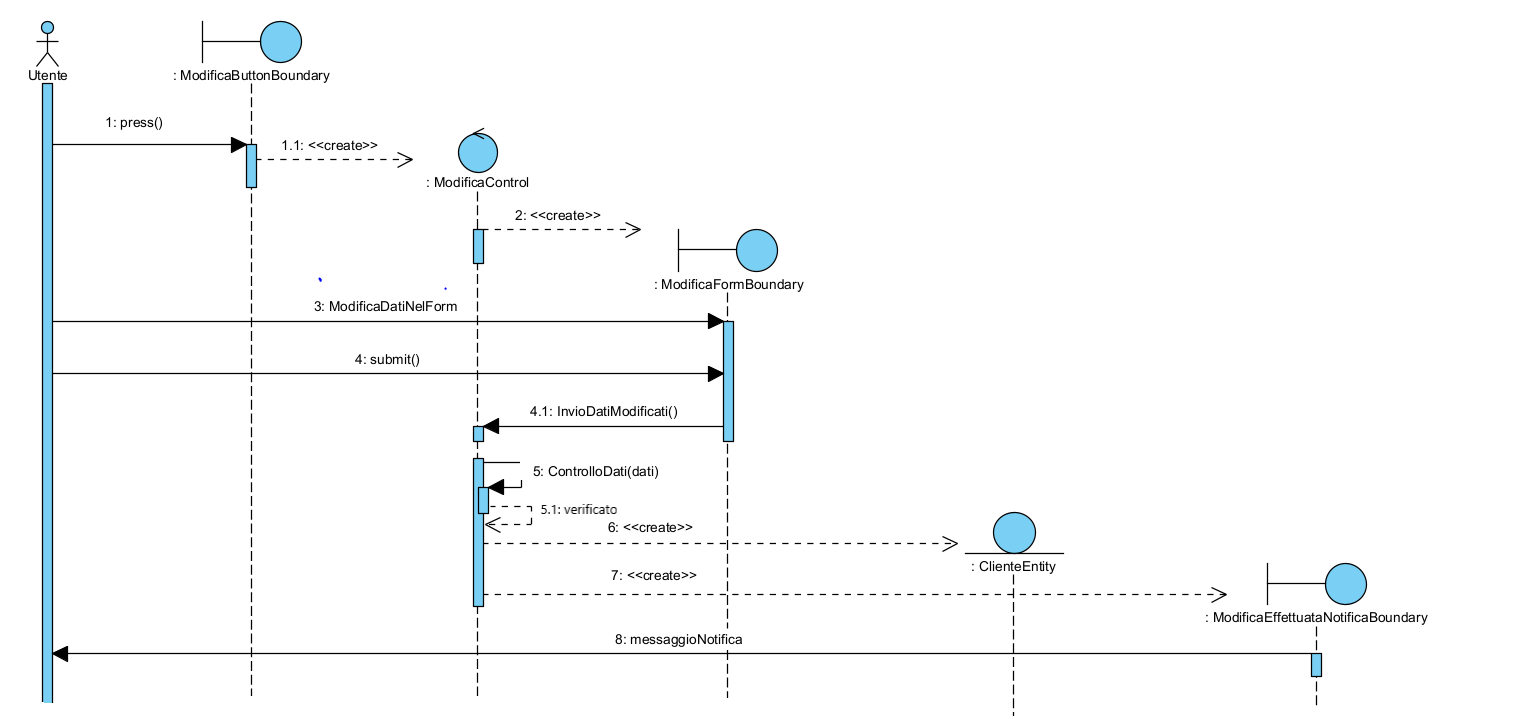 Utente
: ModificaButtonBoundary
1: press()
1.1: <<create>>
: ModificaControl
2: <<create>>
: ModificaFormBoundary
3: ModificaDatiNelForm
4: submit()
4.1: InvioDatiModificati()
5: ControlloDati(dati)
5.1: verificato
6: <<create>>
: ClienteEntity
7: <<create>>
: ModificaEffettuataNotificaBoundary
8: messaggioNotifica